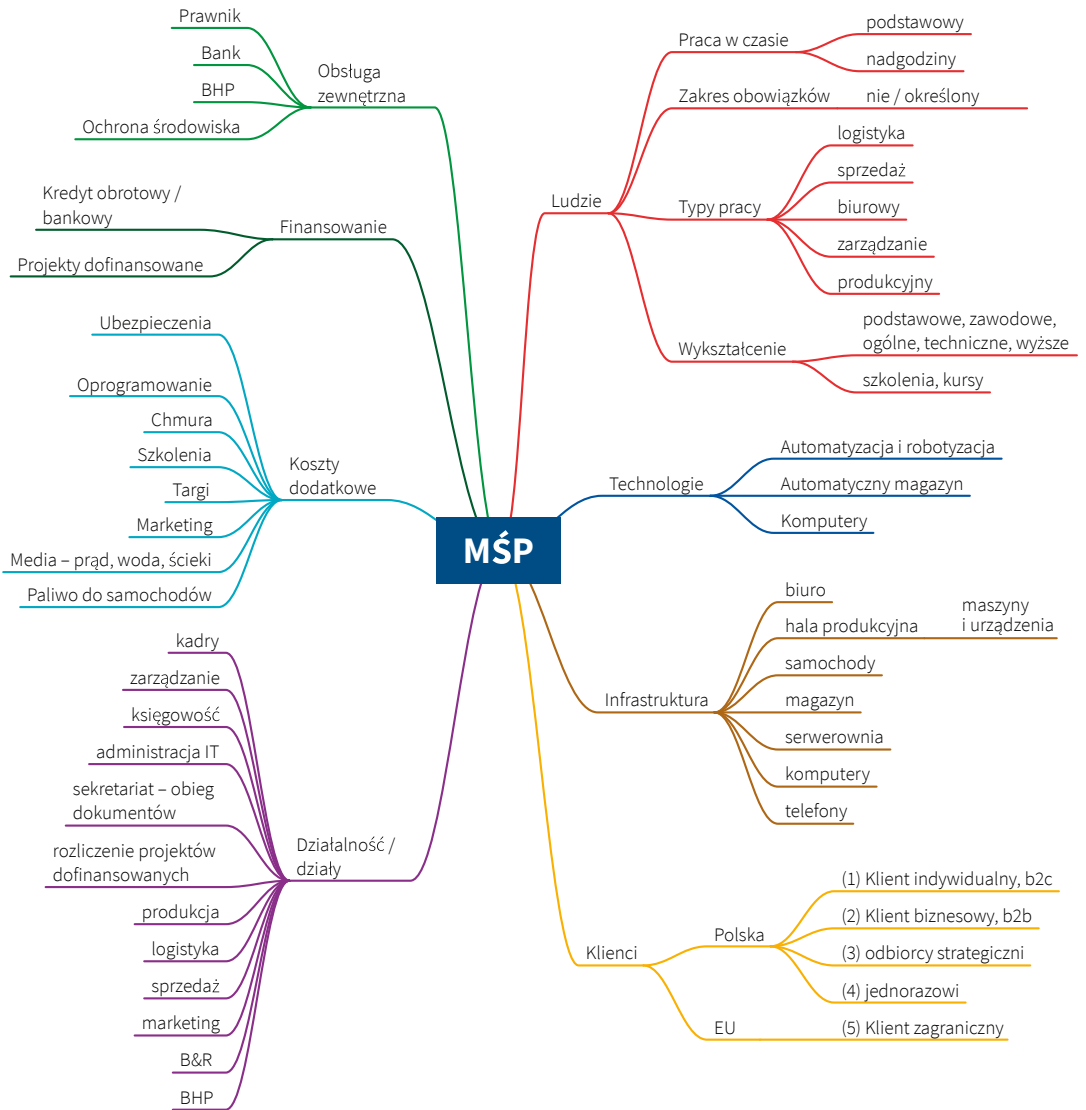 MŚP
Obsługa
zewnętrzna
Prawnik
Bank
BHP
Ochrona środowiska
Finansowanie
Kredyt obrotowy /
bankowy
Projekty dofinansowane
Koszty
dodatkowe
Ubezpieczenia
Oprogramowanie
Chmura
Szkolenia
Targi
Marketing
Media – prąd, woda, ścieki
Paliwo do samochodów
Działalność /
działy
kadry
zarządzanie
księgowość
administracja IT
sekretariat – obieg
dokumentów
rozliczenie projektów
dofinansowanych
produkcja
logistyka
sprzedaż
marketing
B&R
BHP
Ludzie
Praca w czasie
podstawowy
nadgodziny
Zakres obowiązków
nie / określony
Typy pracy
logistyka
sprzedaż
biurowy
zarządzanie
produkcyjny
Wykształcenie
podstawowe, zawodowe,
ogólne, techniczne, wyższe
szkolenia, kursy
Technologie
Automatyzacja i robotyzacja
Automatyczny magazyn
Komputery
Infrastruktura
biuro
hala produkcyjna
maszyny
i urządzenia
samochody
magazyn
serwerownia
komputery
telefony
Klienci
Polska
(1) Klient indywidualny, b2c
(2) Klient biznesowy, b2b
(3) odbiorcy strategiczni
(4) jednorazowi
EU
(5) Klient zagraniczny